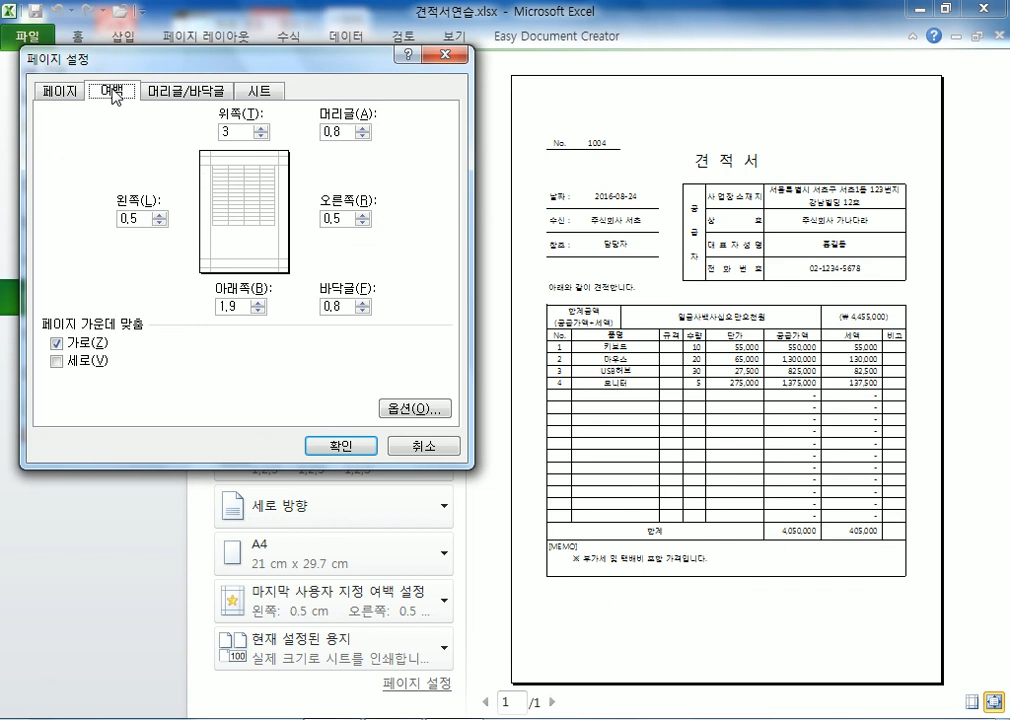 견적서연습.xlsx - Microsoft Excel
파일 홈 삽입 페이지 레이아웃 수식 데이터 검토 보기 Easy Document Creator
페이지 설정
페이지 여백 머리글/바닥글 시트
위쪽(T): 머리글(A):
3 0.8
왼쪽(L): 오른쪽(R):
0.5 0.5
아래쪽(B): 바닥글(F):
1.9 0.8
페이지 가운데 맞춤
가로(Z)
세로(V)
옵션(O)...
확인 취소
세로 방향
A4
21 cm x 29.7 cm
마지막 사용자 지정 여백 설정
왼쪽: 0.5 cm 오른쪽: 0.5 ...
현재 설정된 용지
100 실제 크기로 시트를 인쇄합니...
페이지 설정
No. 1004
견 적 서
날짜 : 2016-08-24
수신 : 주식회사 서초
참조 : 담당자
공급자
사업장소재지 서울특별시 서초구 서초1동 123번지
강남빌딩 12호
상 호 주식회사 가나다라
대표자성명 홍길동
전 화 번 호 02-1234-5678
아래와 같이 견적합니다.
합계금액
(공급가액+세액) 일금사백사십오만오천원 (₩ 4,455,000)
No. 품명 규격 수량 단가 공급가액 세액 비고
1 키보드 10 55,000 550,000 55,000
2 마우스 20 65,000 1,300,000 130,000
3 USB허브 30 27,500 825,000 82,500
4 모니터 5 275,000 1,375,000 137,500
- -
- -
- -
- -
- -
- -
- -
- -
- -
- -
- -
합계 4,050,000 405,000
[MEMO]
※ 부가세 및 택배비 포함 가격입니다.
1 /1